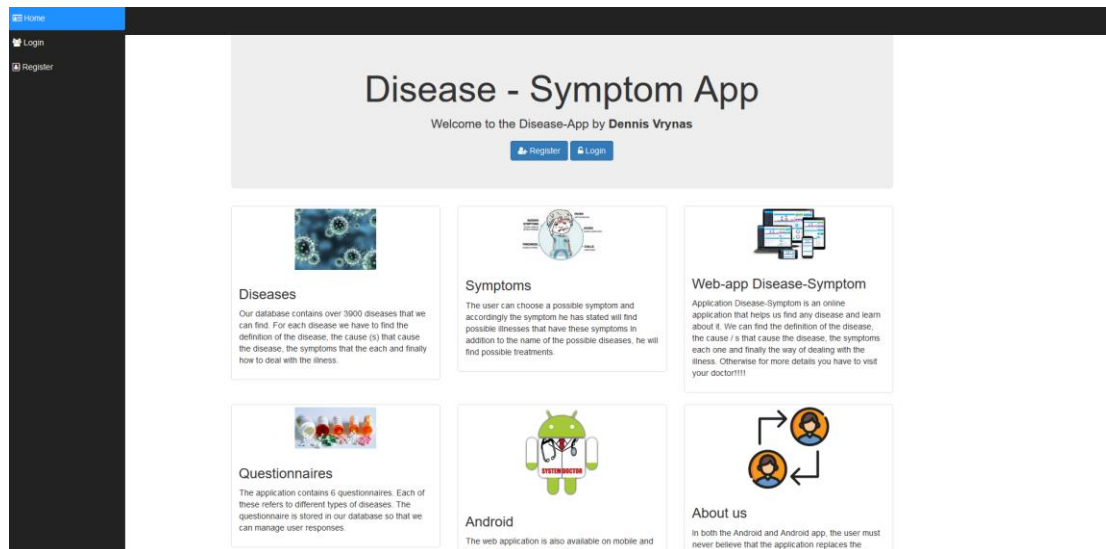 Home
Login
Register
Disease - Symptom App
Welcome to the Disease-App by Dennis Vrynas
Register
Login
Diseases
Our database contains over 3900 diseases that we
can find. For each disease we have to find the
definition of the disease, the cause (s) that cause
the disease, the symptoms that the each and finally
how to deal with the illness.
Symptoms
The user can choose a possible symptom and
accordingly the symptom he has stated will find
possible illnesses that have these symptoms in
addition to the name of the possible diseases, he will
find possible treatments.
Web-app Disease-Symptom
Application Disease-Symptom is an online
application that helps us find any disease and learn
about it. We can find the definition of the disease,
the cause / s that cause the disease, the symptoms
each one and finally the way of dealing with the
illness. Otherwise for more details you have to visit
your doctor!!!!
Questionnaires
The application contains 6 questionnaires. Each of
these refers to different types of diseases. The
questionnaire is stored in our database so that we
can manage user responses.
SYSTEM DOCTOR
Android
The web application is also available on mobile and
About us
In both the Android and Android app, the user must
never believe that the application replaces the